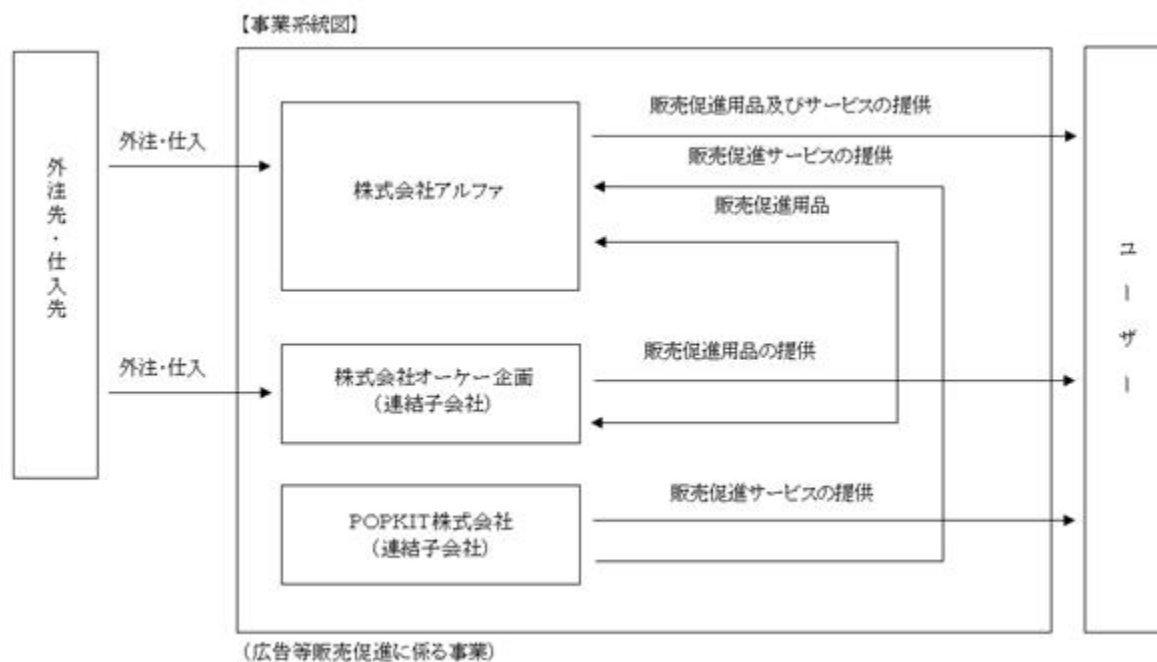 【事業系統図】
外注先・仕入先
外注・仕入
株式会社アルファ
販売促進用品及びサービスの提供
販売促進サービスの提供
販売促進用品
外注・仕入
株式会社オーケー企画
（連結子会社）
販売促進用品の提供
POPKIT株式会社
（連結子会社）
販売促進サービスの提供
ユーザー
（広告等販売促進に係る事業）